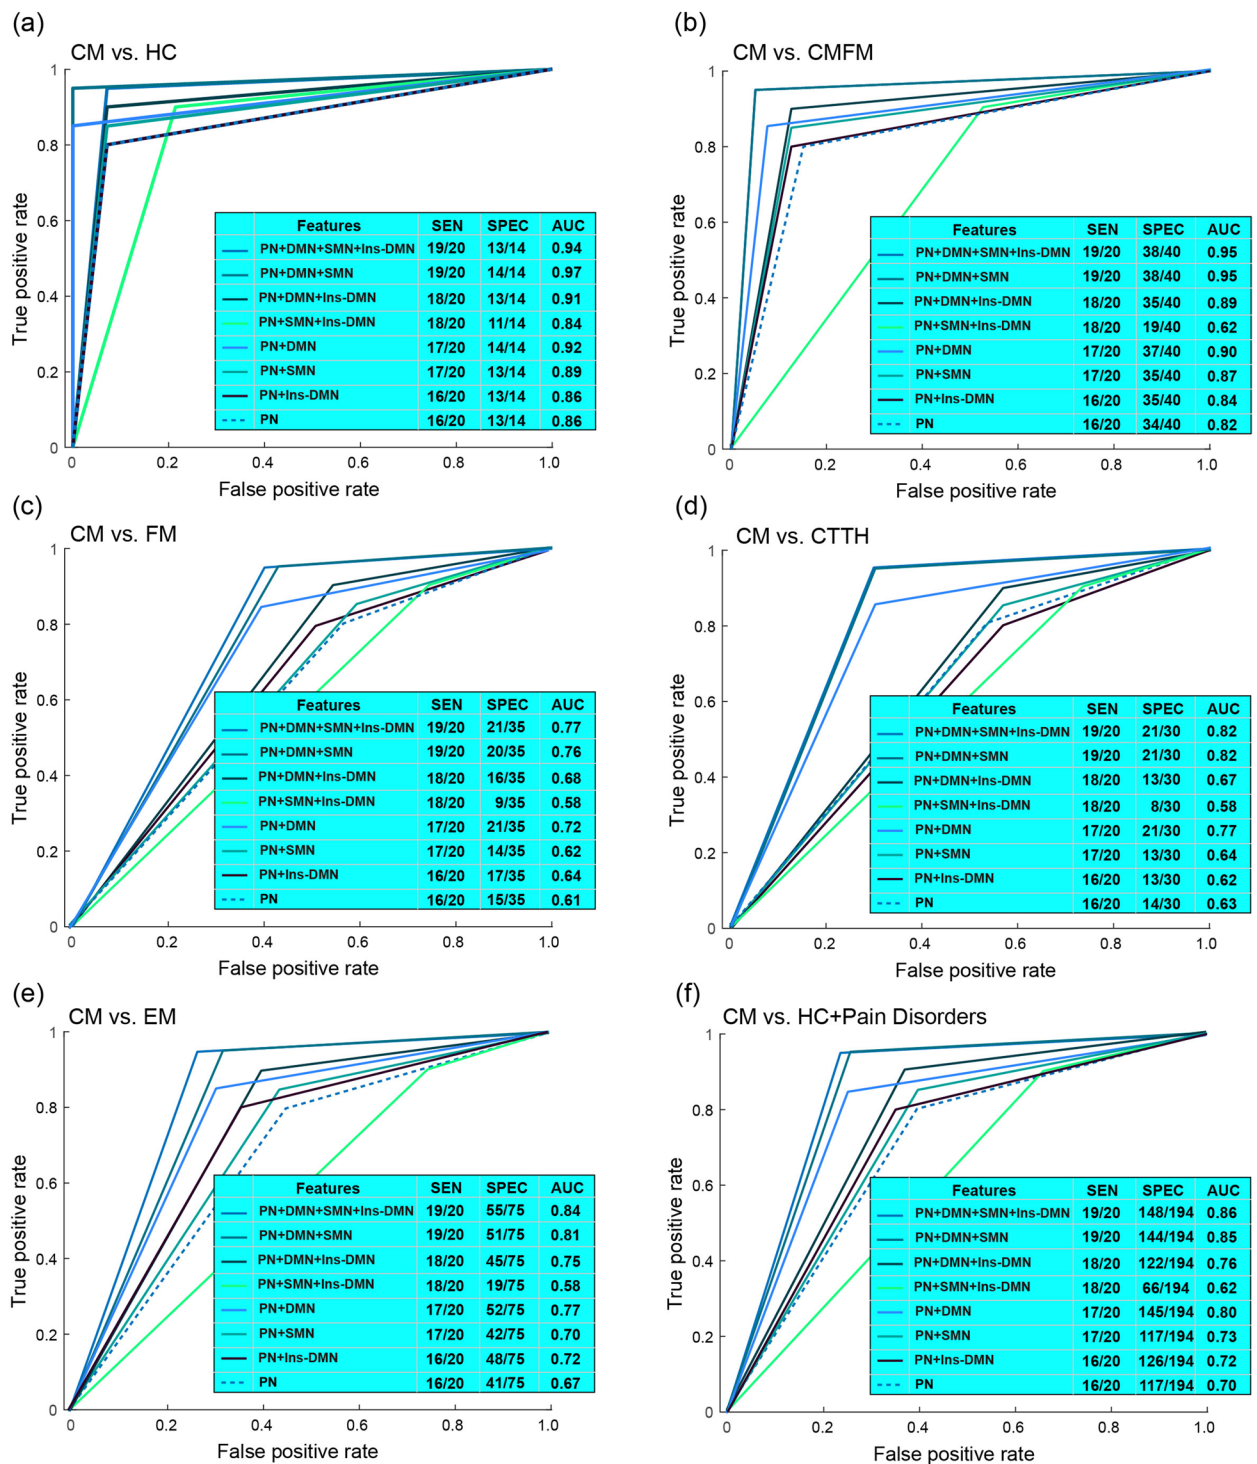 (a)
CM vs. HC
True positive rate
1
0.8
0.6
0.4
0.2
0
Features SEN SPEC AUC
PN+DMN+SMN+Ins-DMN 19/20 13/14 0.94
PN+DMN+SMN 19/20 14/14 0.97
PN+DMN+Ins-DMN 18/20 13/14 0.91
PN+SMN+Ins-DMN 18/20 11/14 0.84
PN+DMN 17/20 14/14 0.92
PN+SMN 17/20 13/14 0.89
PN+Ins-DMN 16/20 13/14 0.86
PN 16/20 13/14 0.86
0 0.2 0.4 0.6 0.8 1.0
False positive rate
(b)
CM vs. CMFM
True positive rate
1
0.8
0.6
0.4
0.2
0
Features SEN SPEC AUC
PN+DMN+SMN+Ins-DMN 19/20 38/40 0.95
PN+DMN+SMN 19/20 38/40 0.95
PN+DMN+Ins-DMN 18/20 35/40 0.89
PN+SMN+Ins-DMN 18/20 19/40 0.62
PN+DMN 17/20 37/40 0.90
PN+SMN 17/20 35/40 0.87
PN+Ins-DMN 16/20 35/40 0.84
PN 16/20 34/40 0.82
0 0.2 0.4 0.6 0.8 1.0
False positive rate
(c)
CM vs. FM
True positive rate
1
0.8
0.6
0.4
0.2
0
Features SEN SPEC AUC
PN+DMN+SMN+Ins-DMN 19/20 21/35 0.77
PN+DMN+SMN 19/20 20/35 0.76
PN+DMN+Ins-DMN 18/20 16/35 0.68
PN+SMN+Ins-DMN 18/20 9/35 0.58
PN+DMN 17/20 21/35 0.72
PN+SMN 17/20 14/35 0.62
PN+Ins-DMN 16/20 17/35 0.64
PN 16/20 15/35 0.61
0 0.2 0.4 0.6 0.8 1.0
False positive rate
(d)
CM vs. CTTH
True positive rate
1
0.8
0.6
0.4
0.2
0
Features SEN SPEC AUC
PN+DMN+SMN+Ins-DMN 19/20 21/30 0.82
PN+DMN+SMN 19/20 21/30 0.82
PN+DMN+Ins-DMN 18/20 13/30 0.67
PN+SMN+Ins-DMN 18/20 8/30 0.58
PN+DMN 17/20 21/30 0.77
PN+SMN 17/20 13/30 0.64
PN+Ins-DMN 16/20 13/30 0.62
PN 16/20 14/30 0.63
0 0.2 0.4 0.6 0.8 1.0
False positive rate
(e)
CM vs. EM
True positive rate
1
0.8
0.6
0.4
0.2
0
Features SEN SPEC AUC
PN+DMN+SMN+Ins-DMN 19/20 55/75 0.84
PN+DMN+SMN 19/20 51/75 0.81
PN+DMN+Ins-DMN 18/20 45/75 0.75
PN+SMN+Ins-DMN 18/20 19/75 0.58
PN+DMN 17/20 52/75 0.77
PN+SMN 17/20 42/75 0.70
PN+Ins-DMN 16/20 48/75 0.72
PN 16/20 41/75 0.67
0 0.2 0.4 0.6 0.8 1.0
False positive rate
(f)
CM vs. HC+Pain Disorders
True positive rate
1
0.8
0.6
0.4
0.2
0
Features SEN SPEC AUC
PN+DMN+SMN+Ins-DMN 19/20 148/194 0.86
PN+DMN+SMN 19/20 144/194 0.85
PN+DMN+Ins-DMN 18/20 122/194 0.76
PN+SMN+Ins-DMN 18/20 66/194 0.62
PN+DMN 17/20 145/194 0.80
PN+SMN 17/20 117/194 0.73
PN+Ins-DMN 16/20 126/194 0.72
PN 16/20 117/194 0.70
0 0.2 0.4 0.6 0.8 1.0
False positive rate